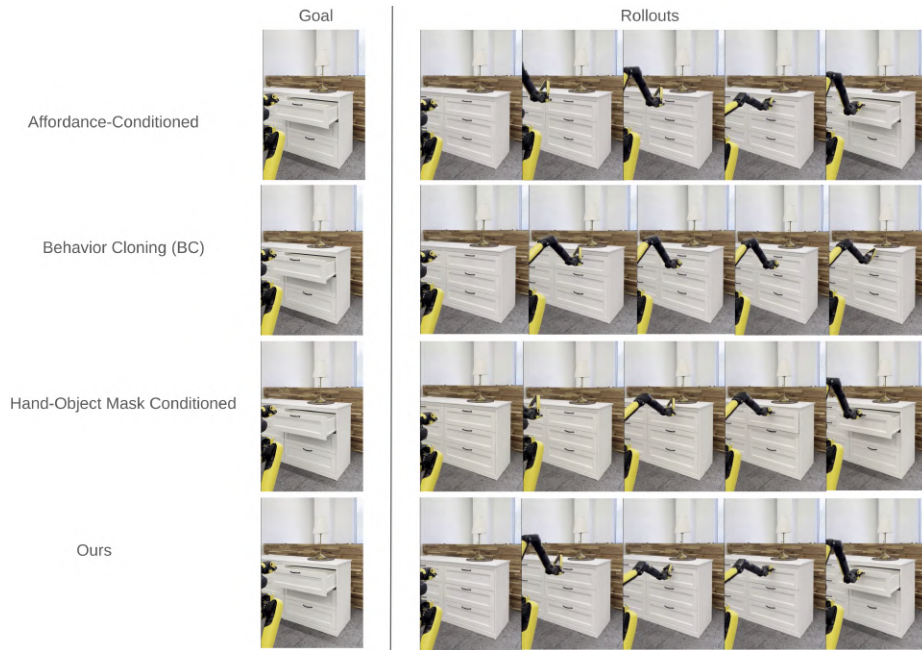 Goal
Rollouts
Affordance-Conditioned
Behavior Cloning (BC)
Hand-Object Mask Conditioned
Ours